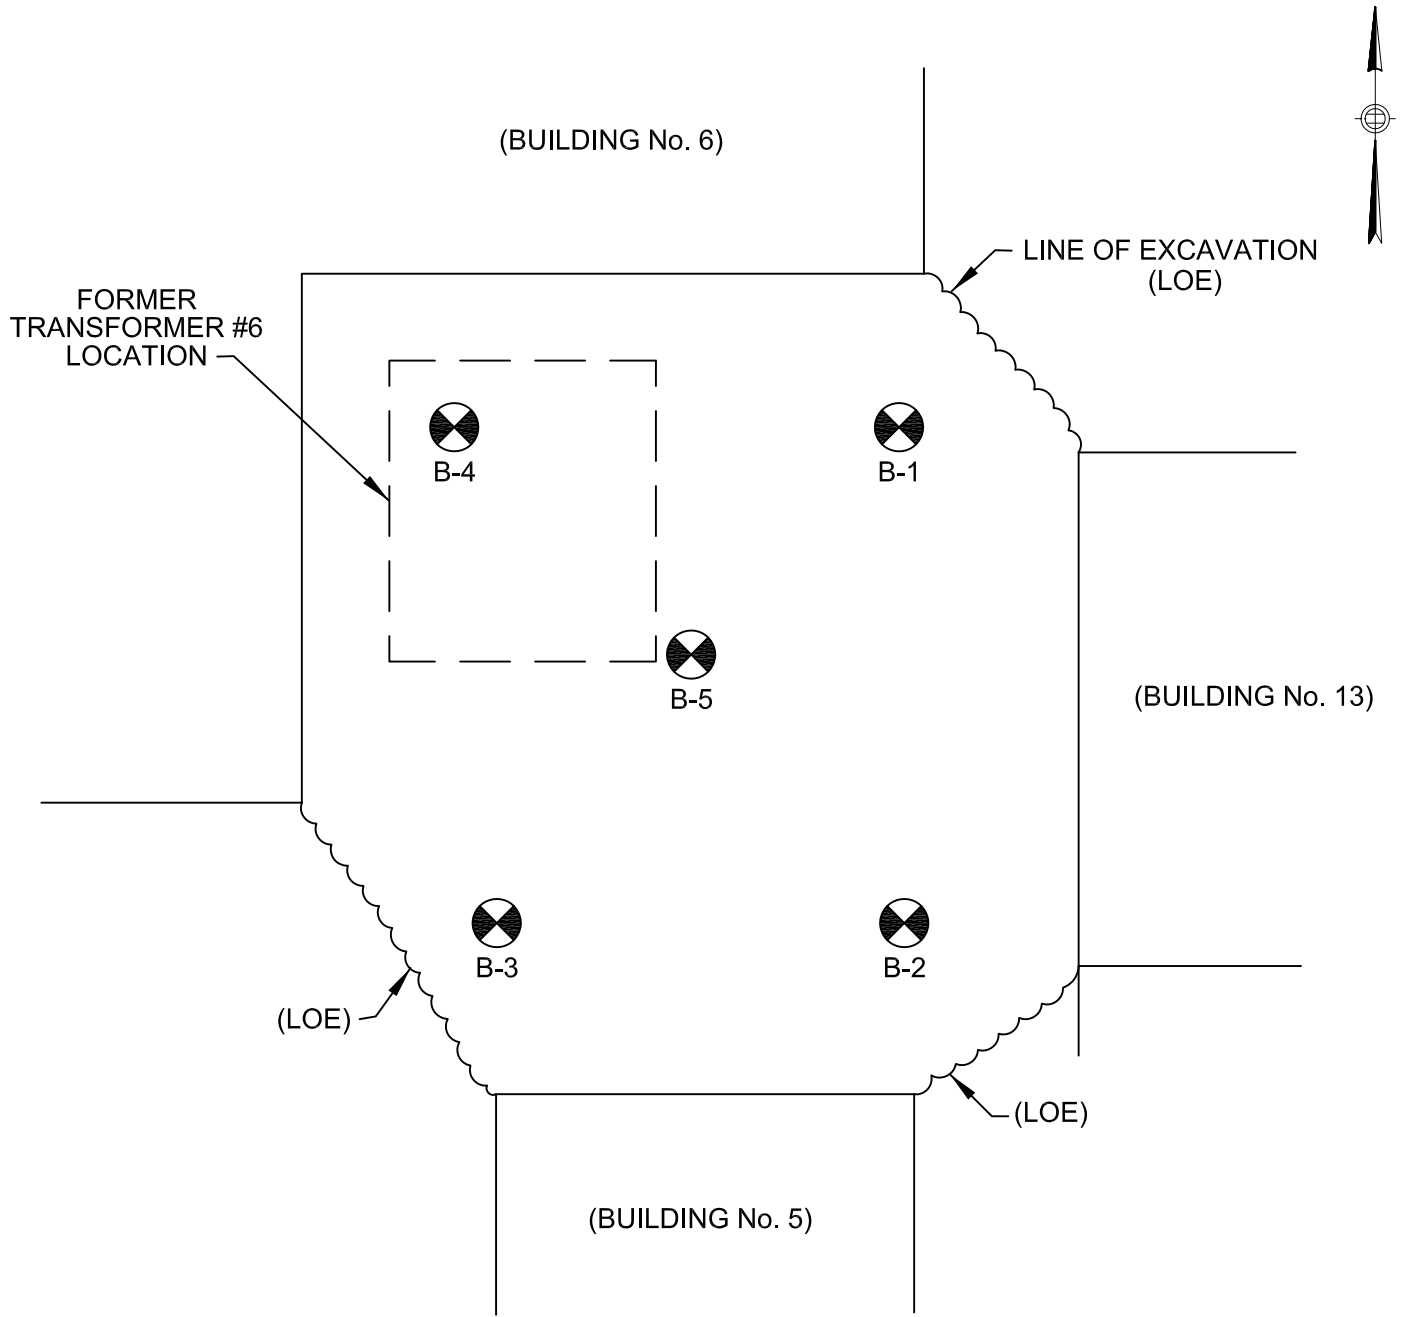 (BUILDING No. 6)
LINE OF EXCAVATION
(LOE)
FORMER
TRANSFORMER #6
LOCATION
B-4
B-1
B-5
(BUILDING No. 13)
B-3
B-2
(LOE)
(LOE)
(BUILDING No. 5)